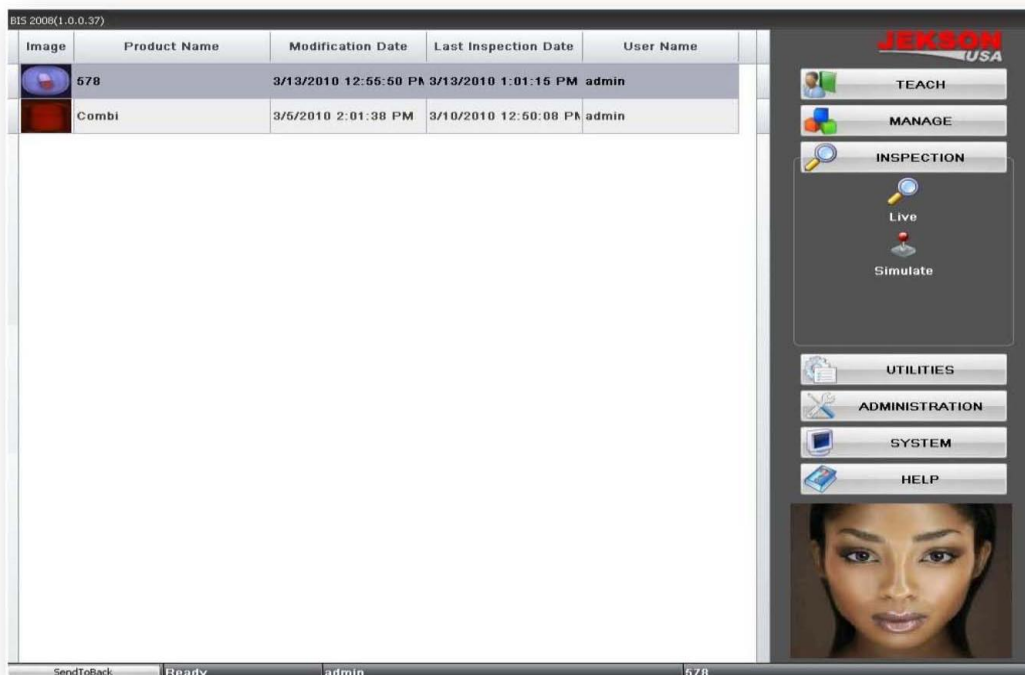 BIS 2008(1.0.0.37)
Image Product Name Modification Date Last Inspection Date User Name
578 3/13/2010 12:55:50 PM 3/13/2010 1:01:15 PM admin
Combi 3/5/2010 2:01:38 PM 3/10/2010 12:50:08 PM admin
JEKSON
USA
TEACH
MANAGE
INSPECTION
Live
Simulate
UTILITIES
ADMINISTRATION
SYSTEM
HELP
SendToBack Ready admin 578